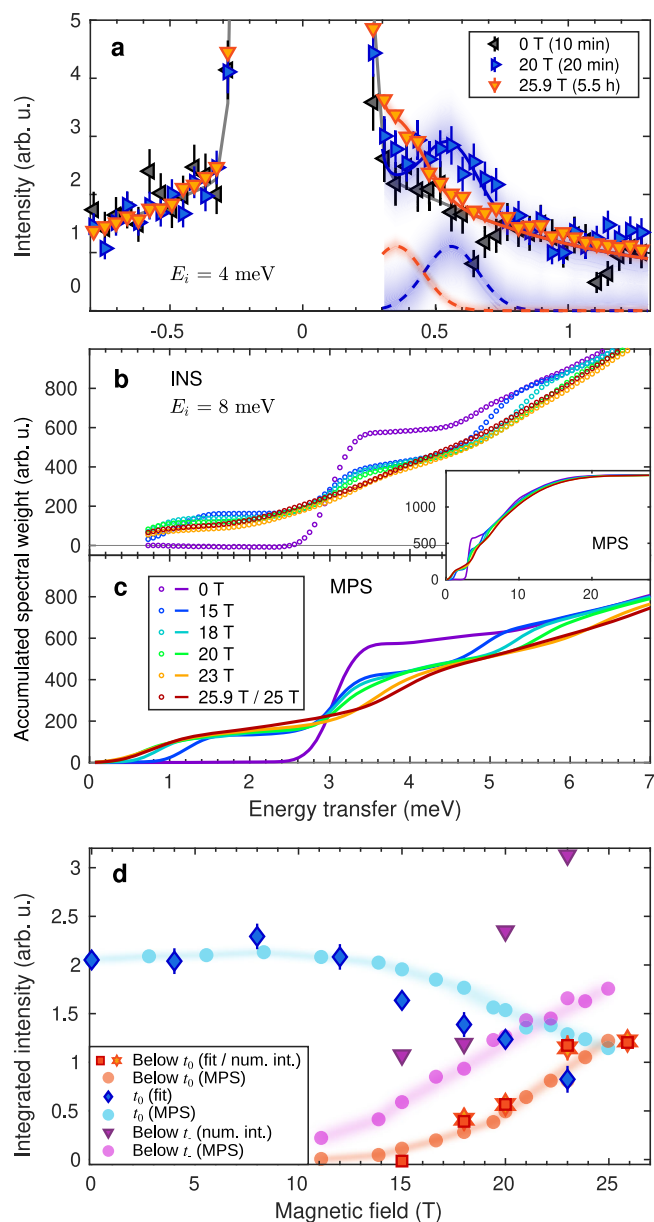 a
0 T (10 min)
20 T (20 min)
25.9 T (5.5 h)
Intensity (arb. u.)
5
4
3
2
1
0
E_i = 4 meV
-0.5 0 0.5 1
b INS
E_i = 8 meV
800
600
400
200
0
Accumulated spectral weight (arb. u.)
1000
500
0
0 10 20
MPS
c MPS
0 T
15 T
18 T
20 T
23 T
25.9 T / 25 T
800
600
400
200
0
0 1 2 3 4 5 6 7
Energy transfer (meV)
d
Integrated intensity (arb. u.)
3
2.5
2
1.5
1
0.5
0
Below t_0 (fit / num. int.)
Below t_0 (MPS)
t_0 (fit)
t_0 (MPS)
Below t_- (num. int.)
Below t_- (MPS)
0 5 10 15 20 25
Magnetic field (T)